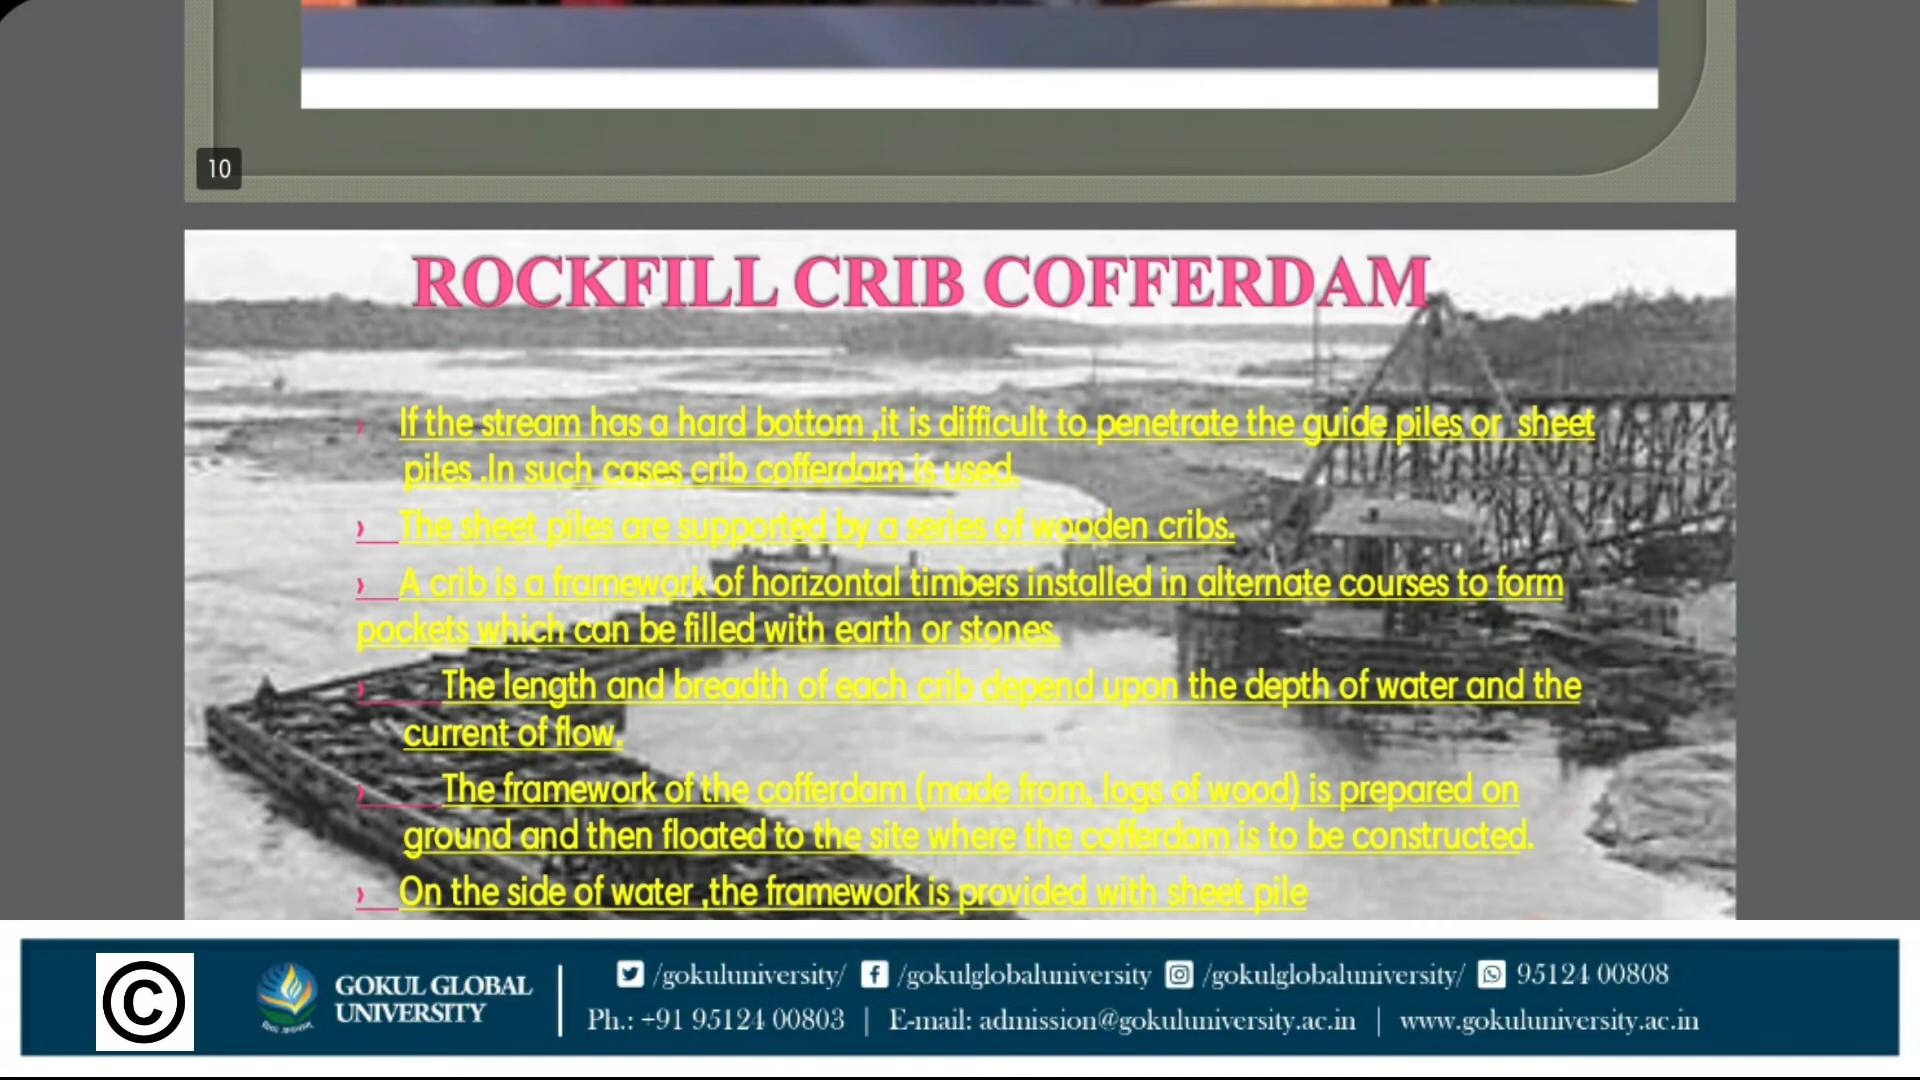 10
ROCKFILL CRIB COFFERDAM
› If the stream has a hard bottom ,it is difficult to penetrate the guide piles or sheet
piles .In such cases crib cofferdam is used.
› The sheet piles are supported by a series of wooden cribs.
› A crib is a framework of horizontal timbers installed in alternate courses to form
pockets which can be filled with earth or stones.
› The length and breadth of each crib depend upon the depth of water and the
current of flow.
› The framework of the cofferdam (made from, logs of wood) is prepared on
ground and then floated to the site where the cofferdam is to be constructed.
› On the side of water ,the framework is provided with sheet pile
©
GOKUL GLOBAL
UNIVERSITY
/gokuluniversity/ /gokulglobaluniversity /gokulglobaluniversity/ 95124 00808
Ph.: +91 95124 00803 | E-mail: admission@gokuluniversity.ac.in | www.gokuluniversity.ac.in